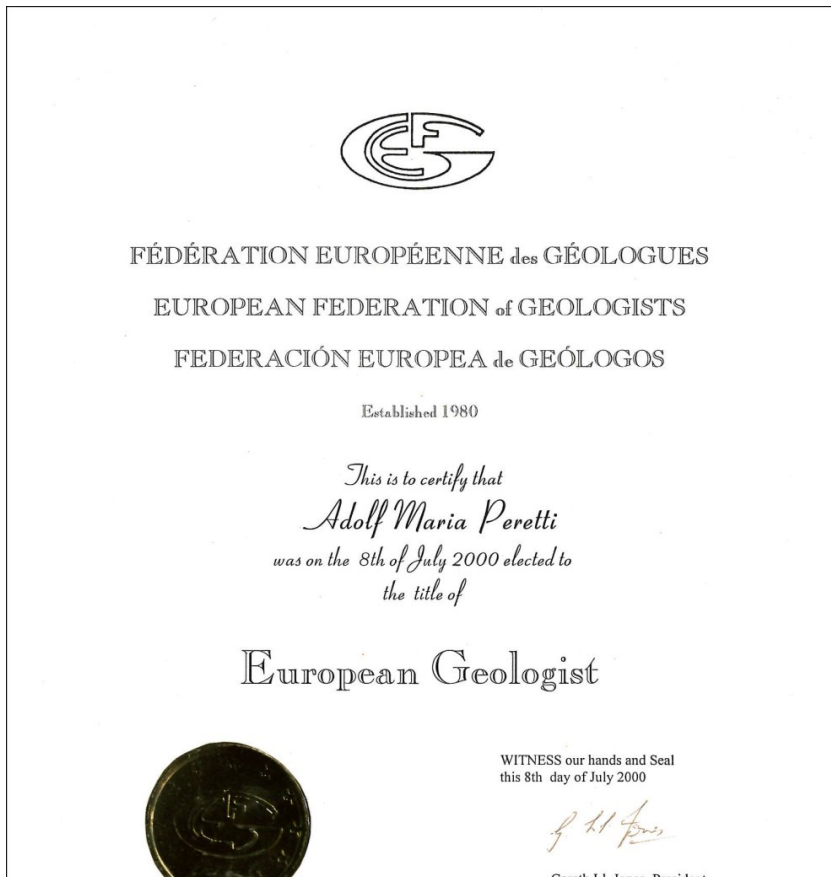 FÉDÉRATION EUROPÉENNE des GÉOLOGUES
EUROPEAN FEDERATION of GEOLOGISTS
FEDERACIÓN EUROPEA de GEÓLOGOS
Established 1980
This is to certify that
Adolf Maria Peretti
was on the 8th of July 2000 elected to
the title of
European Geologist
WITNESS our hands and Seal
this 8th day of July 2000